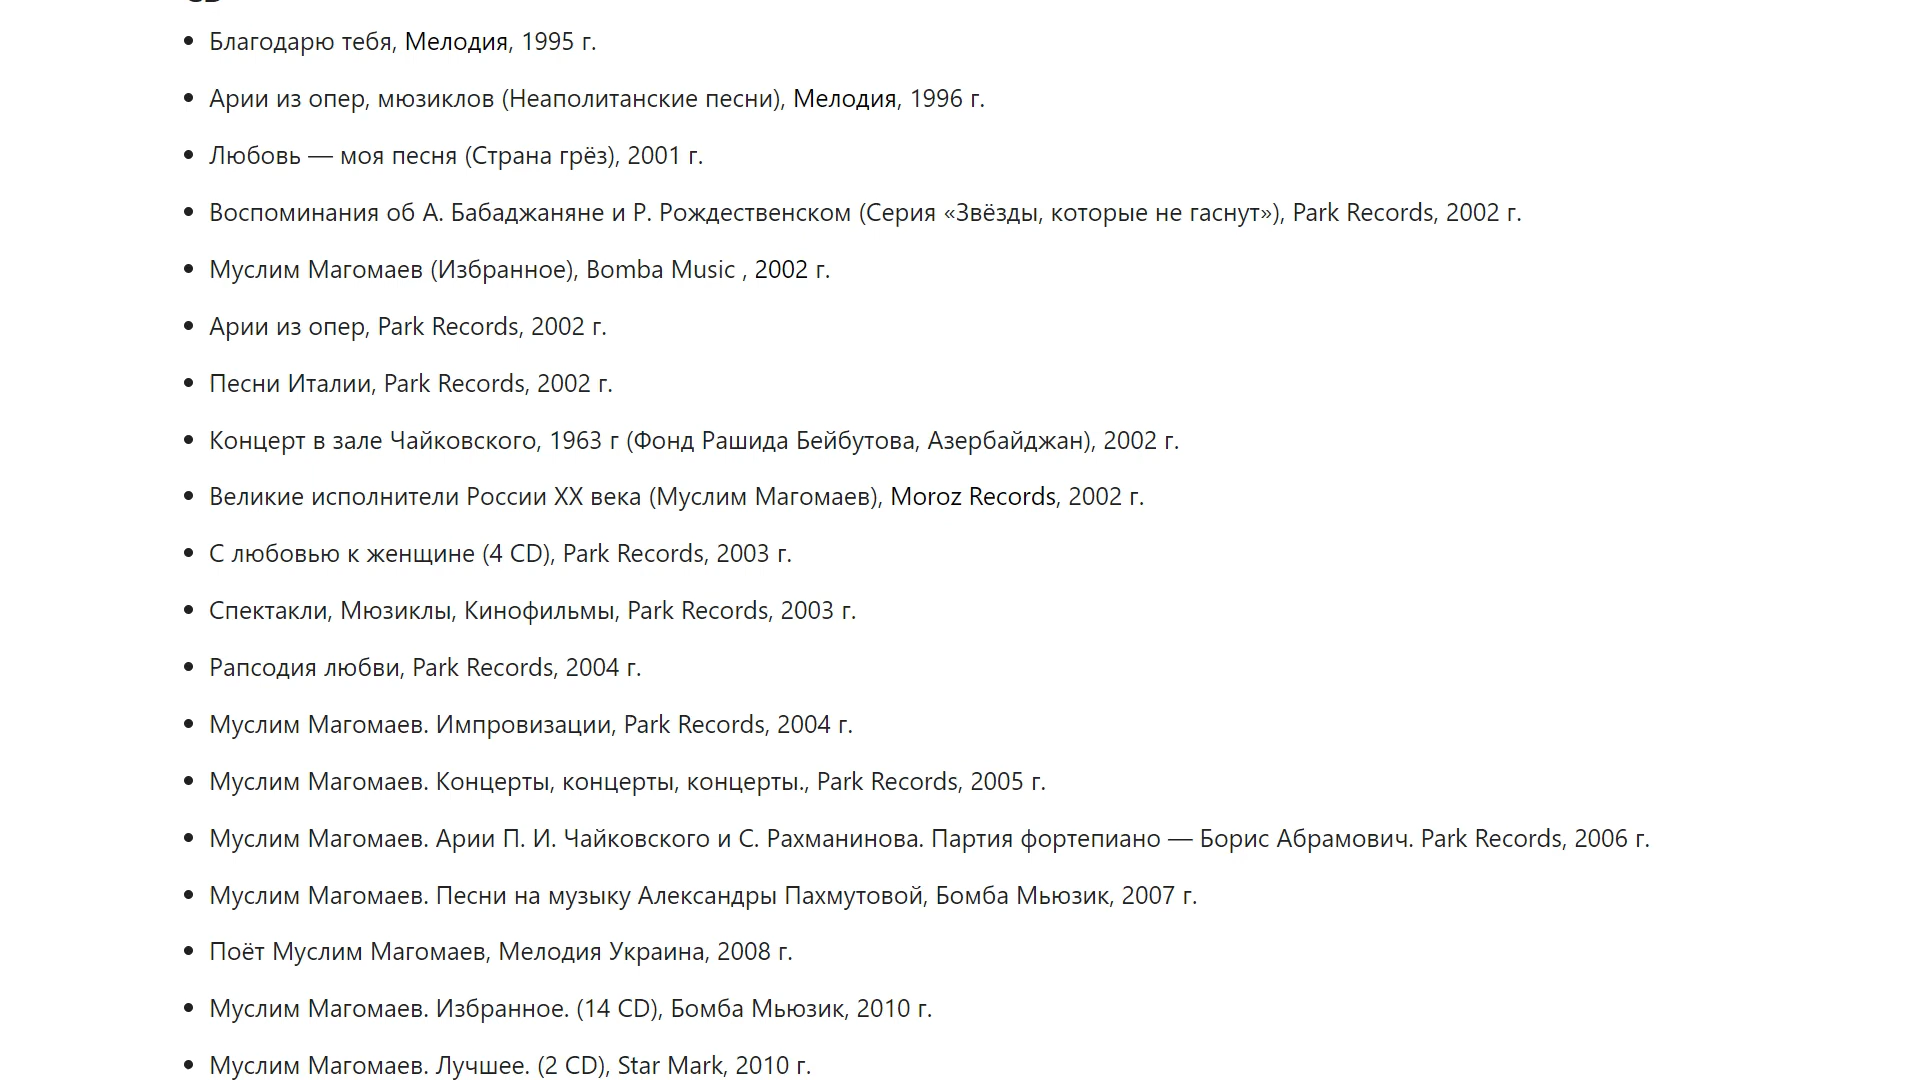 Благодарю тебя, Мелодия, 1995 г.
Арии из опер, мюзиклов (Неаполитанские песни), Мелодия, 1996 г.
Любовь — моя песня (Страна грёз), 2001 г.
Воспоминания об А. Бабаджаняне и Р. Рождественском (Серия «Звёзды, которые не гаснут»), Park Records, 2002 г.
Муслим Магомаев (Избранное), Bomba Music , 2002 г.
Арии из опер, Park Records, 2002 г.
Песни Италии, Park Records, 2002 г.
Концерт в зале Чайковского, 1963 г (Фонд Рашида Бейбутова, Азербайджан), 2002 г.
Великие исполнители России XX века (Муслим Магомаев), Moroz Records, 2002 г.
С любовью к женщине (4 CD), Park Records, 2003 г.
Спектакли, Мюзиклы, Кинофильмы, Park Records, 2003 г.
Рапсодия любви, Park Records, 2004 г.
Муслим Магомаев. Импровизации, Park Records, 2004 г.
Муслим Магомаев. Концерты, концерты, концерты., Park Records, 2005 г.
Муслим Магомаев. Арии П. И. Чайковского и С. Рахманинова. Партия фортепиано — Борис Абрамович. Park Records, 2006 г.
Муслим Магомаев. Песни на музыку Александры Пахмутовой, Бомба Мьюзик, 2007 г.
Поёт Муслим Магомаев, Мелодия Украина, 2008 г.
Муслим Магомаев. Избранное. (14 CD), Бомба Мьюзик, 2010 г.
Муслим Магомаев. Лучшее. (2 CD), Star Mark, 2010 г.